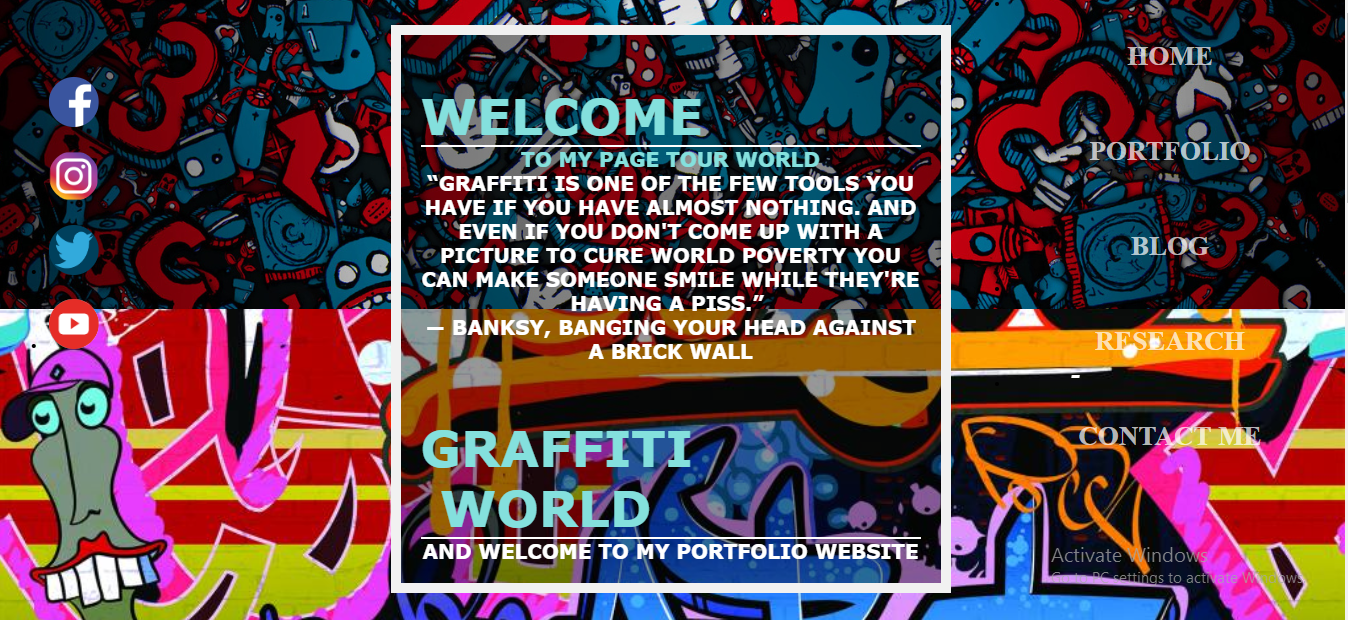 HOME
PORTFOLIO
BLOG
RESEARCH
CONTACT ME
WELCOME
TO MY PAGE TOUR WORLD
“GRAFFITI IS ONE OF THE FEW TOOLS YOU
HAVE IF YOU HAVE ALMOST NOTHING. AND
EVEN IF YOU DON'T COME UP WITH A
PICTURE TO CURE WORLD POVERTY YOU
CAN MAKE SOMEONE SMILE WHILE THEY'RE
HAVING A PISS.”
— BANKSY, BANGING YOUR HEAD AGAINST
A BRICK WALL
GRAFFITI
WORLD
AND WELCOME TO MY PORTFOLIO WEBSITE
Activate Windows
Go to PC settings to activate Windows.